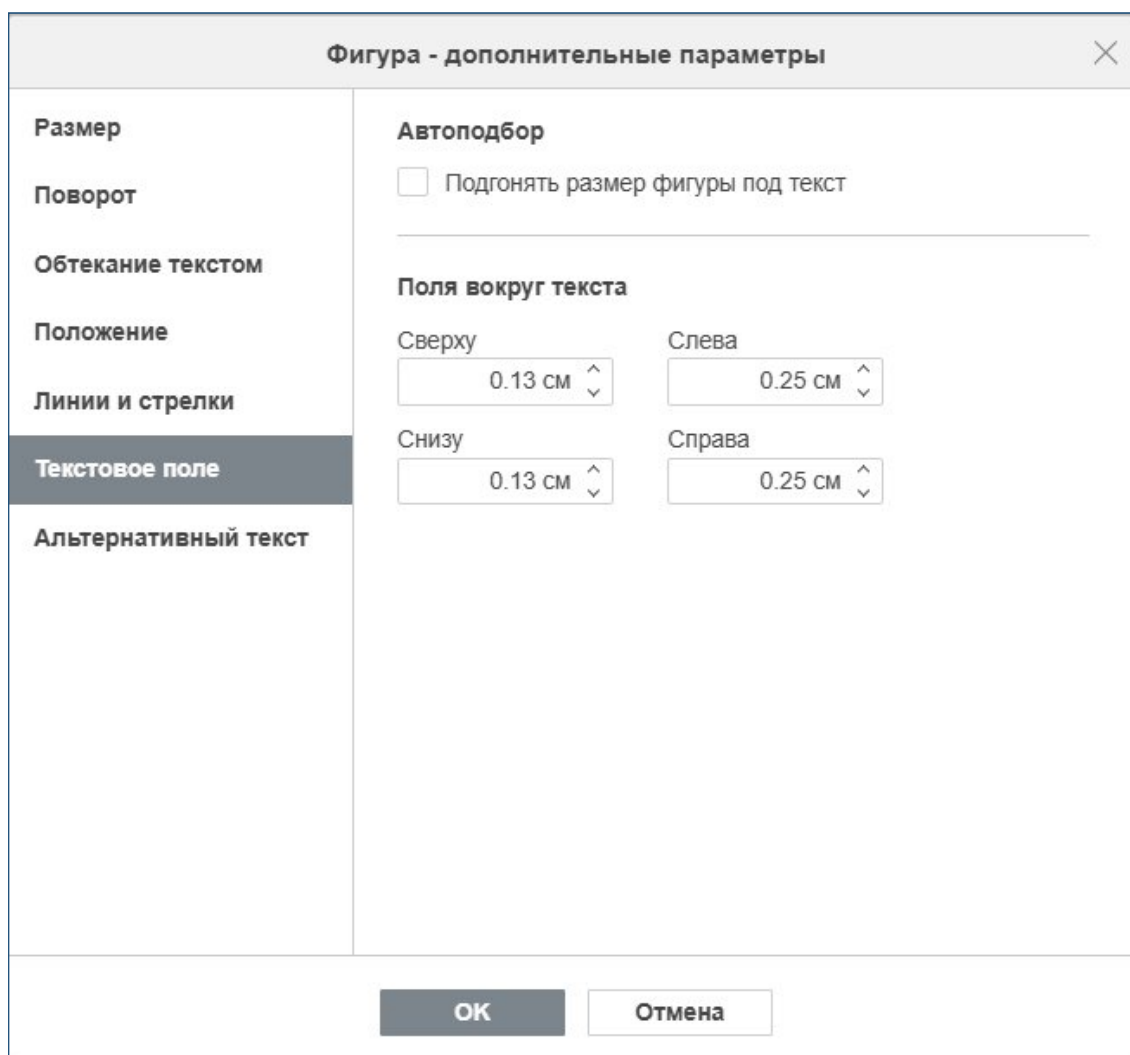 Фигура - дополнительные параметры
Размер
Поворот
Обтекание текстом
Положение
Линии и стрелки
Текстовое поле
Альтернативный текст
Автоподбор
Подгонять размер фигуры под текст
Поля вокруг текста
Сверху Слева
0.13 см 0.25 см
Снизу Справа
0.13 см 0.25 см
OK Отмена